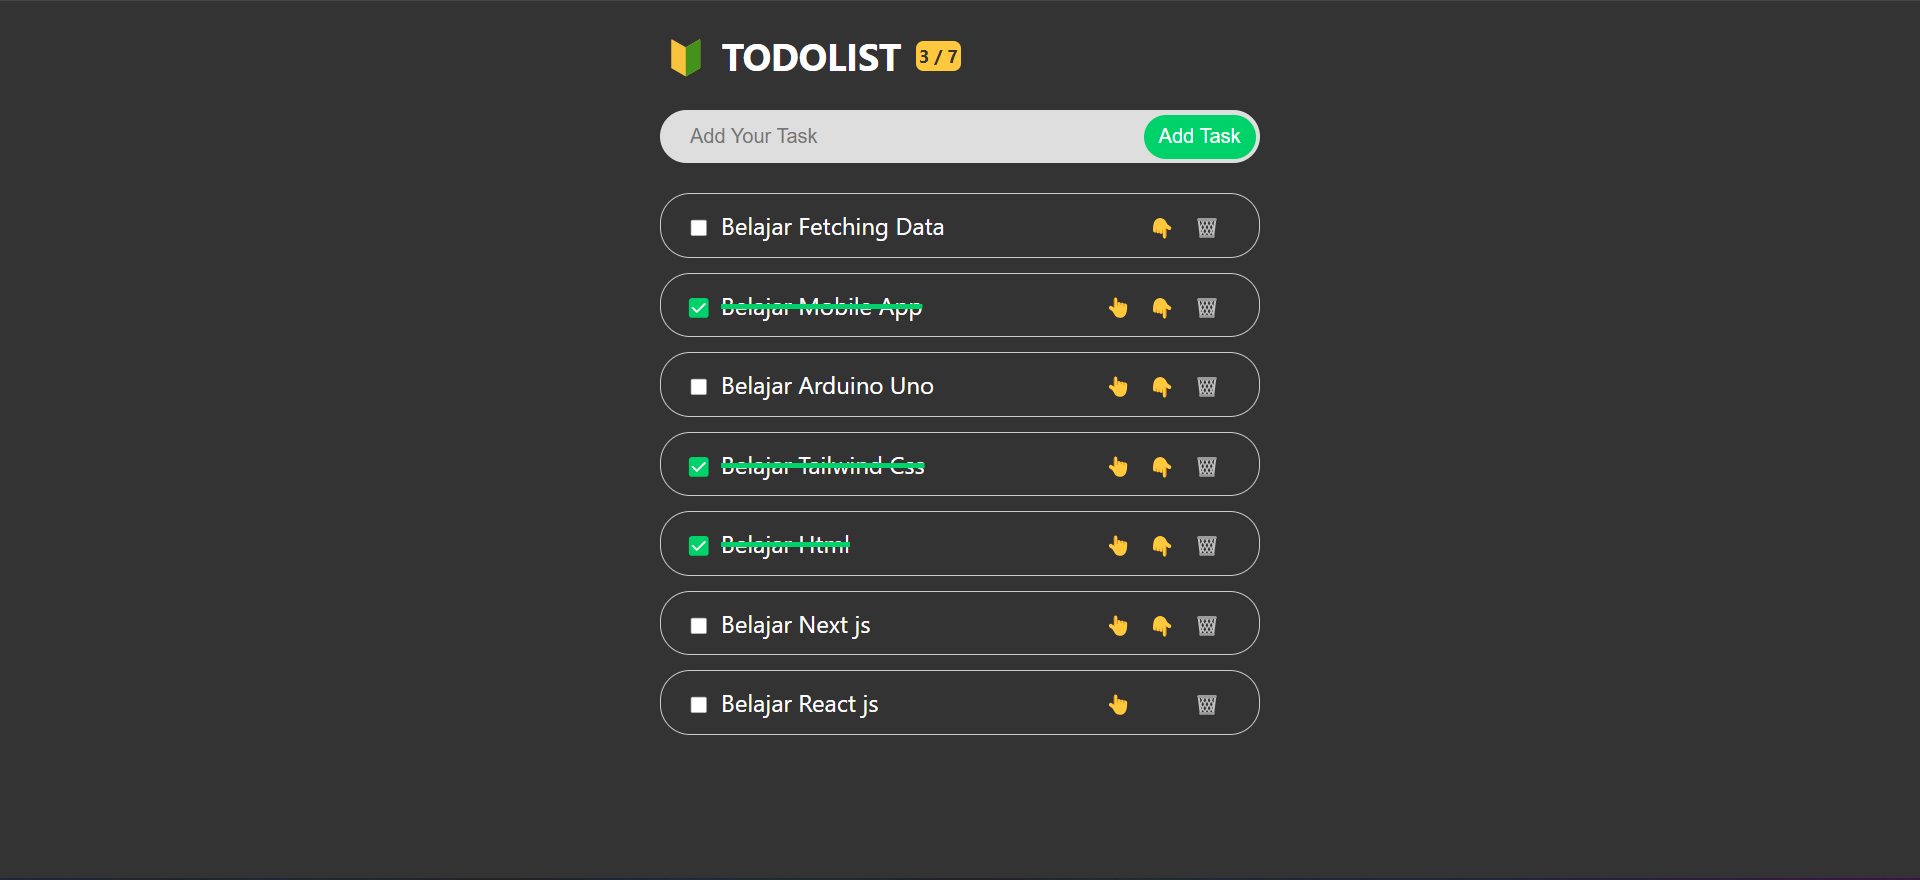 TODOLIST 3 / 7
Add Your Task Add Task
Belajar Fetching Data
Belajar Mobile App
Belajar Arduino Uno
Belajar Tailwind Css
Belajar Html
Belajar Next js
Belajar React js